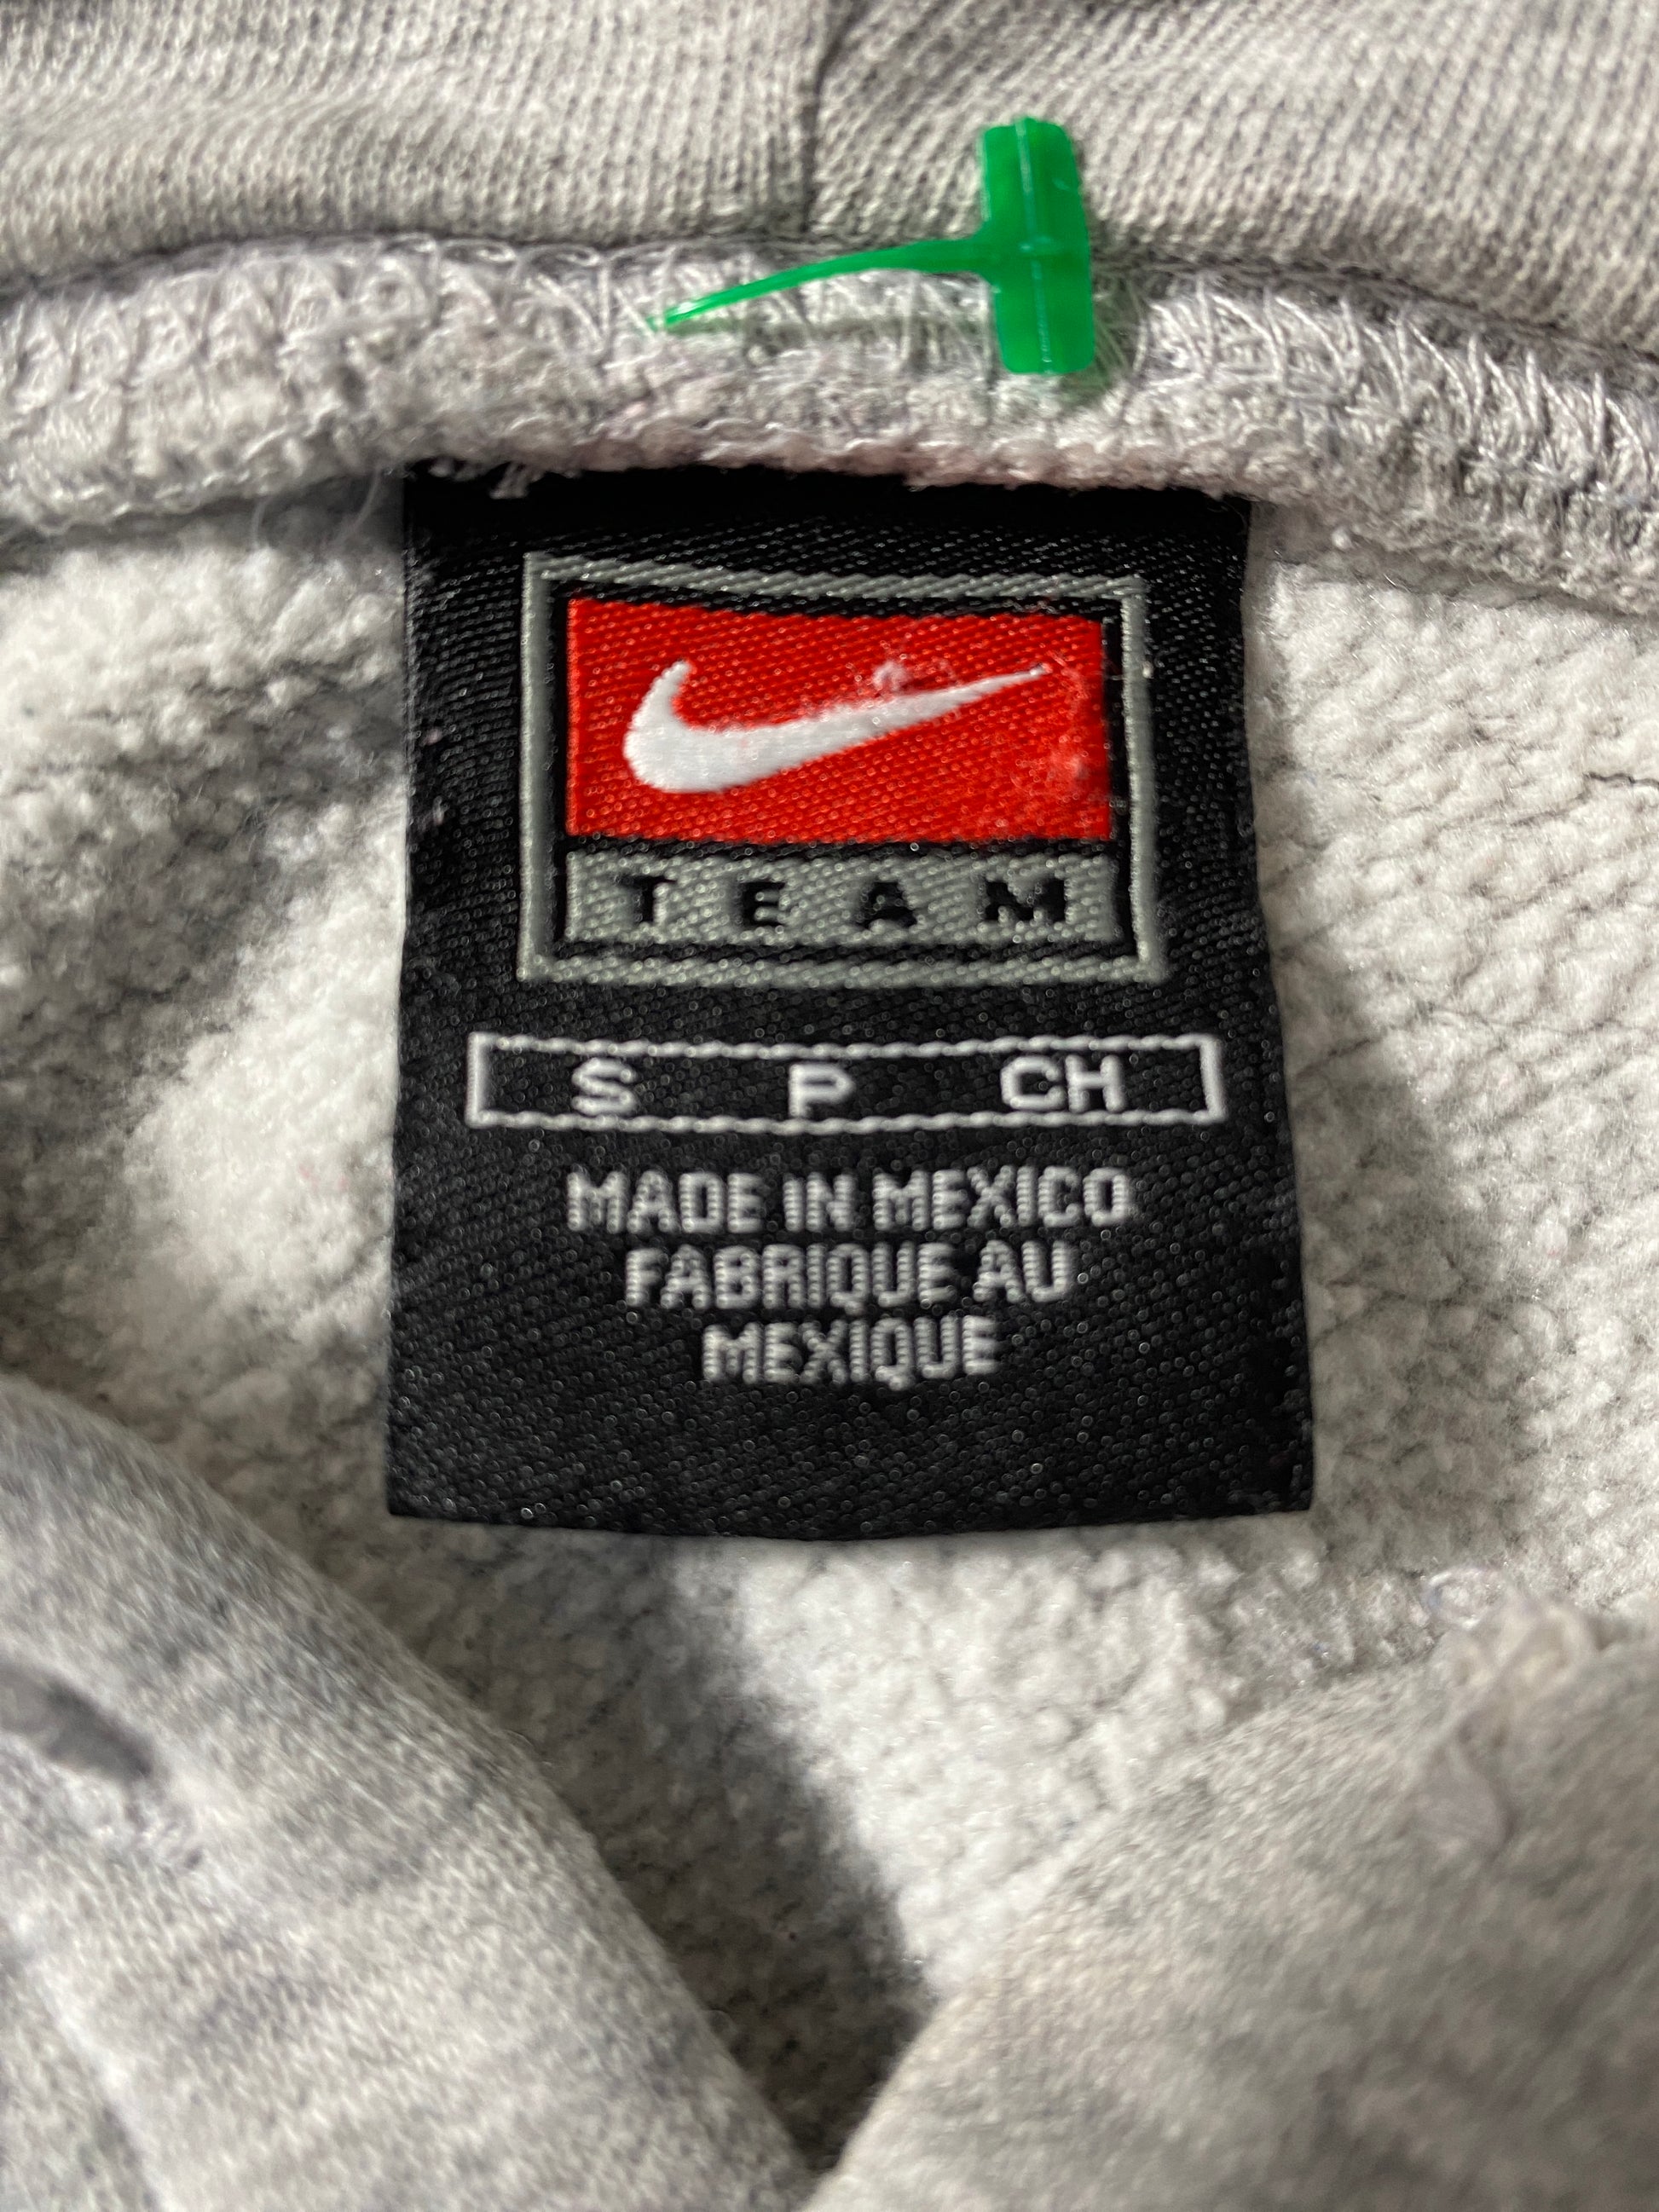 TEAM
S P CH
MADE IN MEXICO
FABRIQUE AU
MEXIQUE